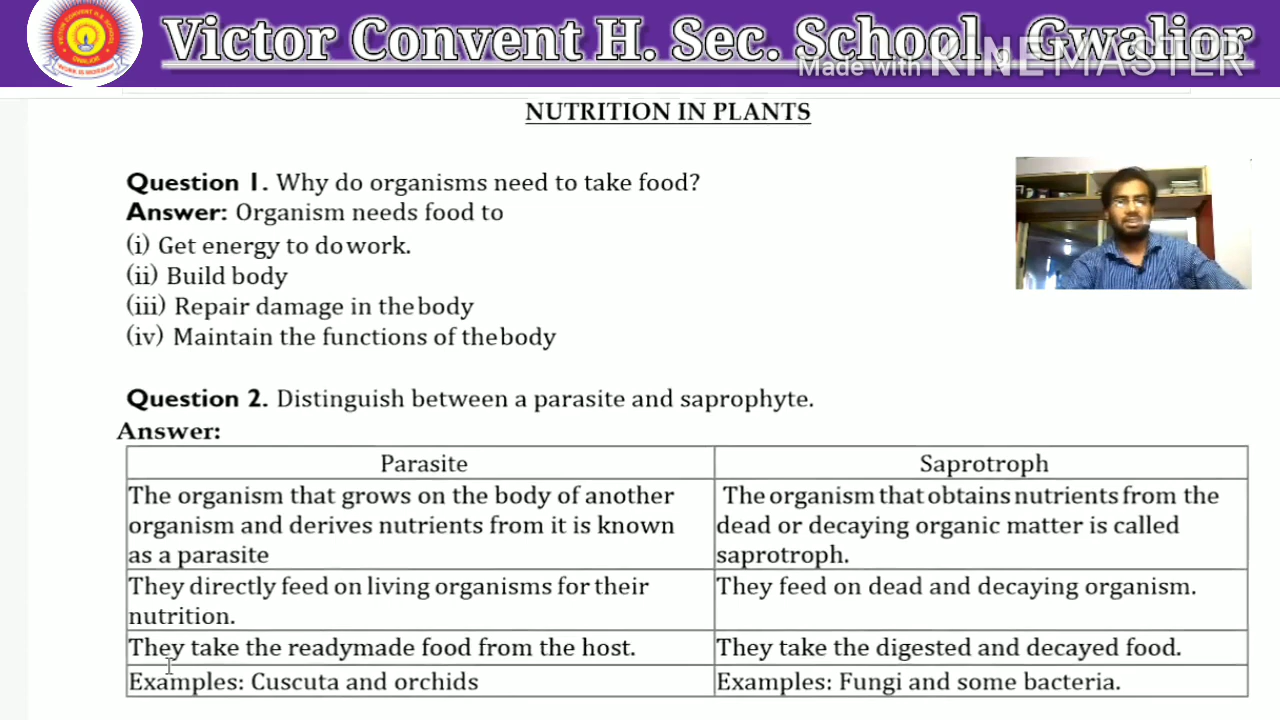 Victor Convent H. Sec. School, Gwalior
Made with KINEMASTER
NUTRITION IN PLANTS
Question 1. Why do organisms need to take food?
Answer: Organism needs food to
(i) Get energy to do work.
(ii) Build body
(iii) Repair damage in the body
(iv) Maintain the functions of the body
Question 2. Distinguish between a parasite and saprophyte.
Answer:
Parasite
Saprotroph
The organism that grows on the body of another
organism and derives nutrients from it is known
as a parasite
The organism that obtains nutrients from the
dead or decaying organic matter is called
saprotroph.
They directly feed on living organisms for their
nutrition.
They feed on dead and decaying organism.
They take the readymade food from the host.
They take the digested and decayed food.
Examples: Cuscuta and orchids
Examples: Fungi and some bacteria.